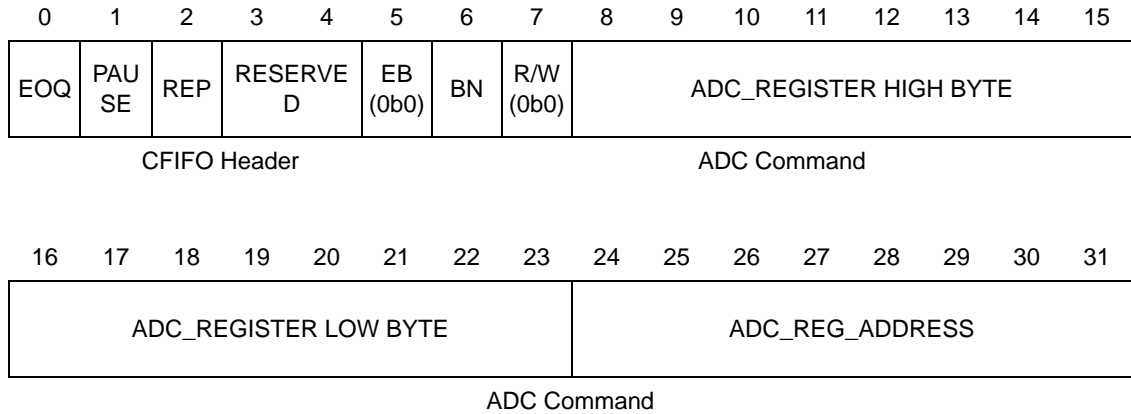 0 1 2 3 4 5 6 7 8 9 10 11 12 13 14 15
EOQ PAU REP RESERVE EB BN R/W ADC_REGISTER HIGH BYTE
SE D (0b0) (0b0)
CFIFO Header ADC Command
16 17 18 19 20 21 22 23 24 25 26 27 28 29 30 31
ADC_REGISTER LOW BYTE ADC_REG_ADDRESS
ADC Command